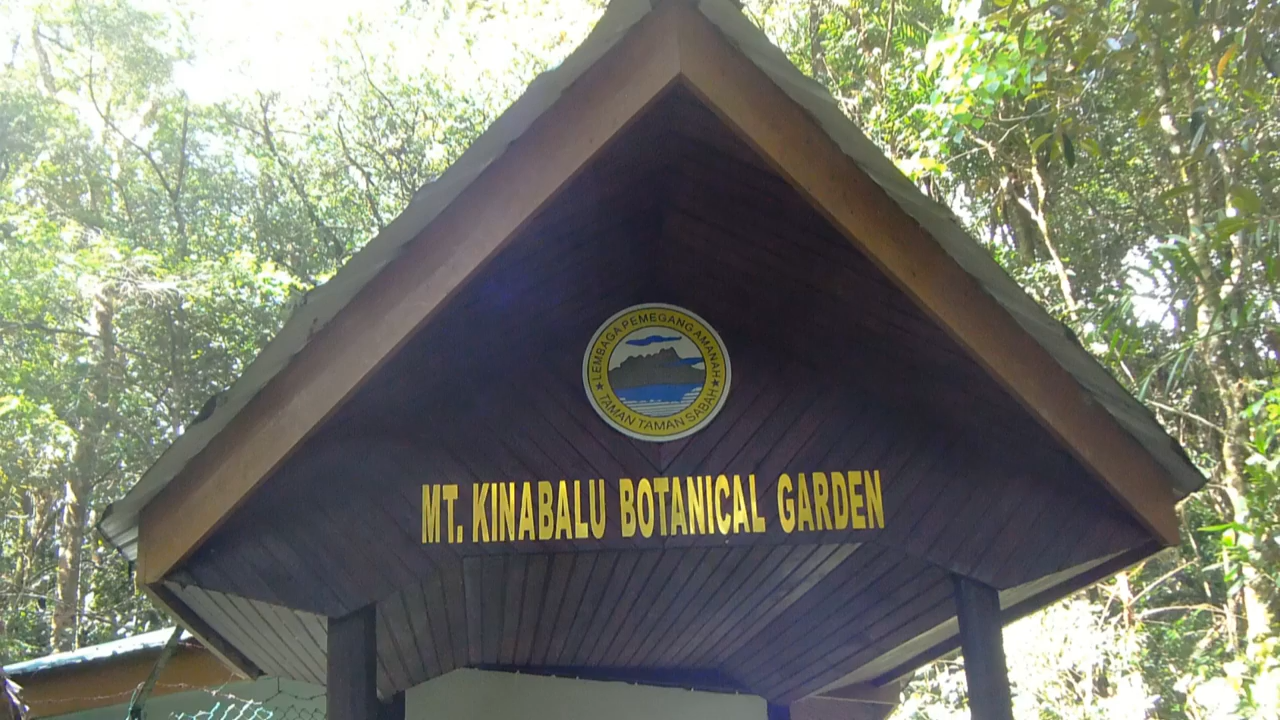 LEMBAGA PEMEGANG AMANAH
TAMAN TAMAN SABAH
MT. KINABALU BOTANICAL GARDEN